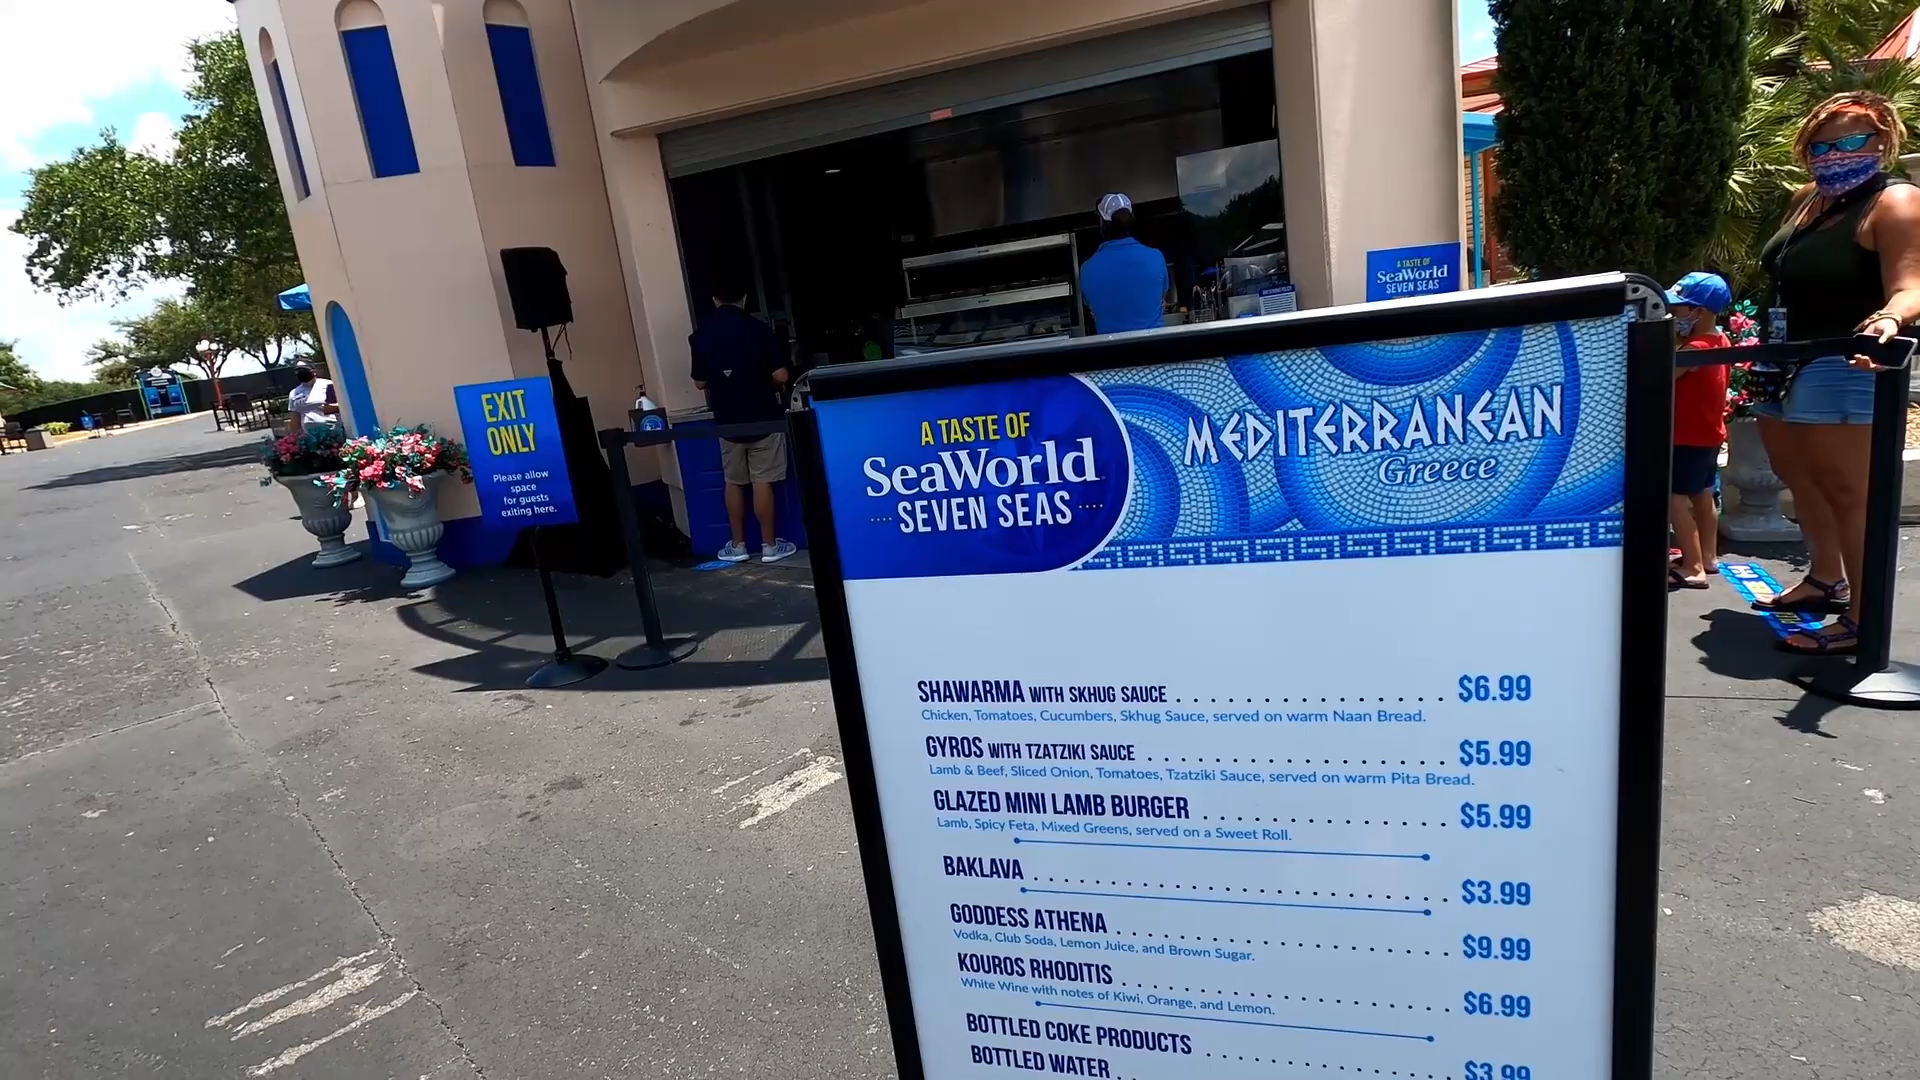 A TASTE OF
SeaWorld
SEVEN SEAS
EXIT
ONLY
Please allow
space
for guests
exiting here.
A TASTE OF
SeaWorld
SEVEN SEAS
MEDITERRANEAN
Greece
SHAWARMA WITH SKHUG SAUCE . . . . . . . . . . . . . . . . $6.99
Chicken, Tomatoes, Cucumbers, Skhug Sauce, served on warm Naan Bread.
GYROS WITH TZATZIKI SAUCE . . . . . . . . . . . . . . . . . . $5.99
Lamb & Beef, Sliced Onion, Tomatoes, Tzatziki Sauce, served on warm Pita Bread.
GLAZED MINI LAMB BURGER . . . . . . . . . . . . . . . $5.99
Lamb, Spicy Feta, Mixed Greens, served on a Sweet Roll.
BAKLAVA . . . . . . . . . . . . . . . . . . . . . . . . $3.99
GODDESS ATHENA . . . . . . . . . . . . . . . . . . . . $9.99
Vodka, Club Soda, Lemon Juice, and Brown Sugar.
KOUROS RHODITIS . . . . . . . . . . . . . . . . . . . . $6.99
White Wine with notes of Kiwi, Orange, and Lemon.
BOTTLED COKE PRODUCTS . . . . . . . . . . . . . . $3.99
BOTTLED WATER